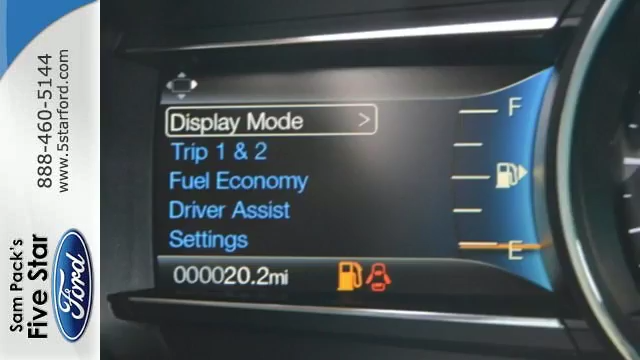 888-460-5144
www.5starford.com
Sam Pack's
Five Star
Ford
Display Mode >
Trip 1 & 2
Fuel Economy
Driver Assist
Settings
000020.2mi
F
E